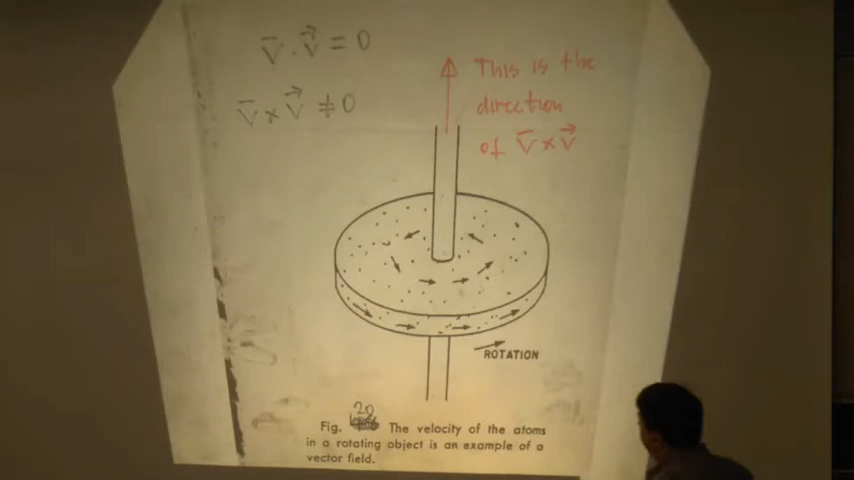 ∇̄ · v⃗ = 0
∇̄ × v⃗ ≠ 0
This is the
direction
of ∇̄ × v⃗
ROTATION
20
Fig. The velocity of the atoms
in a rotating object is an example of a
vector field.